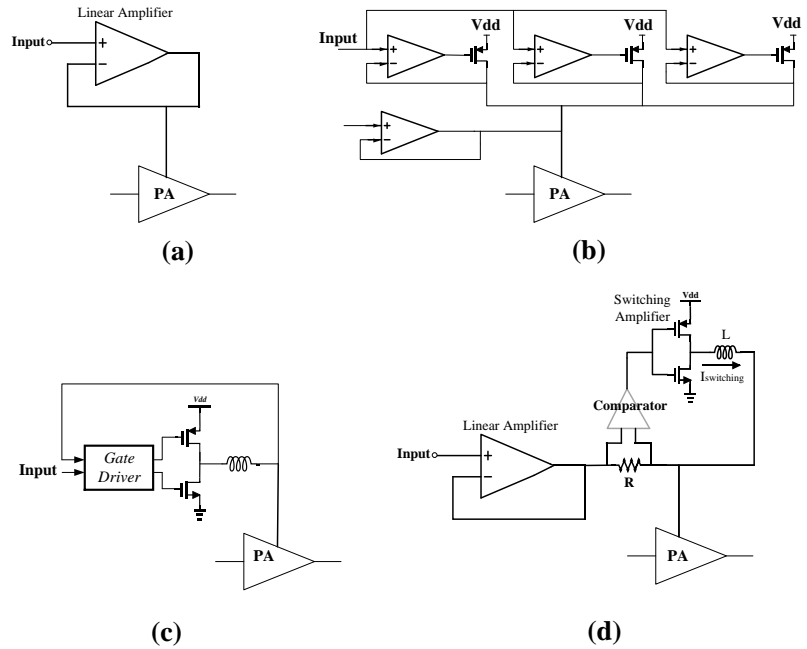 Linear Amplifier
Input
+
−
PA
(a)
Input
Vdd
Vdd
Vdd
+
−
+
−
+
−
+
−
PA
(b)
Vdd
Gate
Driver
Input
PA
(c)
Switching
Amplifier
Vdd
L
Iswitching
Comparator
Linear Amplifier
Input
+
−
R
PA
(d)